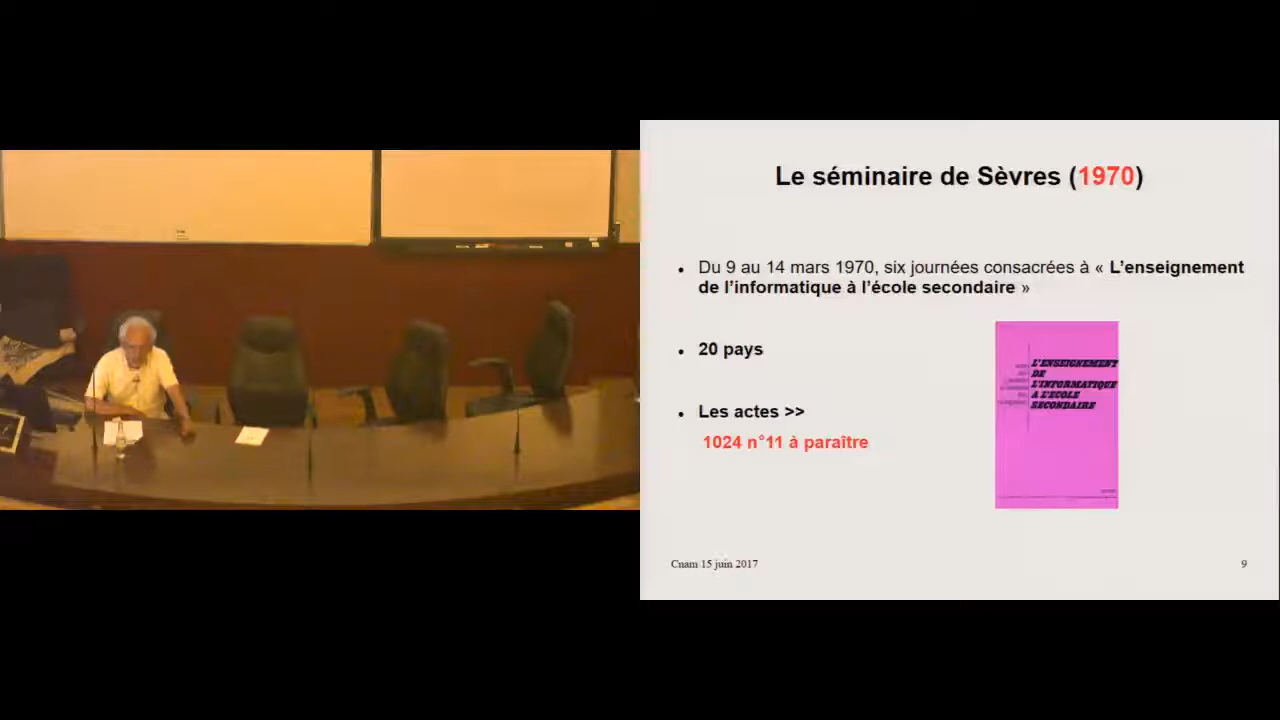 Le séminaire de Sèvres (1970)
• Du 9 au 14 mars 1970, six journées consacrées à « L’enseignement
de l’informatique à l’école secondaire »
• 20 pays
• Les actes >>
1024 n°11 à paraître
L'ENSEIGNEMENT
DE
L'INFORMATIQUE
A L'ECOLE
SECONDAIRE
Cnam 15 juin 2017
9